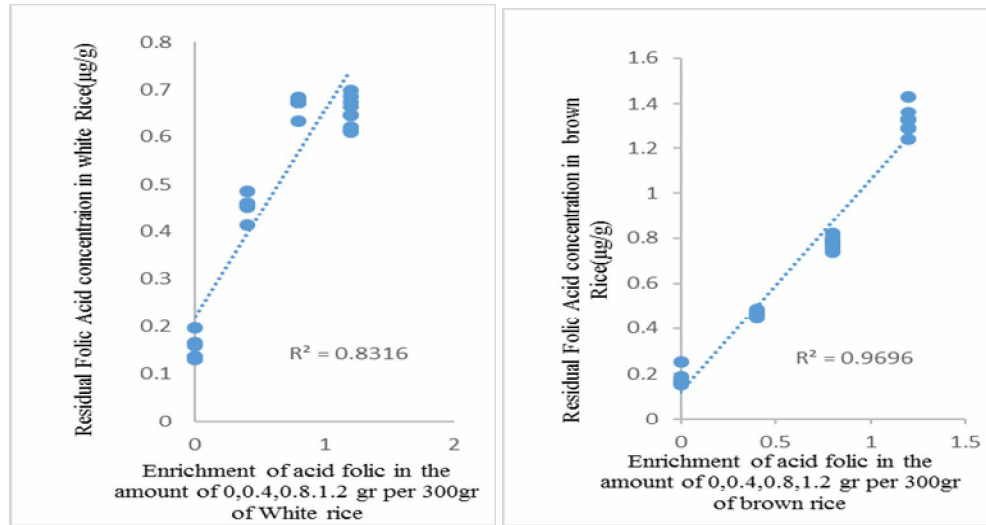 Residual Folic Acid concentraion in white Rice(µg/g)
0.8
0.7
0.6
0.5
0.4
0.3
0.2
0.1
0
R² = 0.8316
0 1 2
Enrichment of acid folic in the
amount of 0,0.4,0.8.1.2 gr per 300gr
of White rice
Residual Folic Acid concentration in brown
Rice(µg/g)
1.6
1.4
1.2
1
0.8
0.6
0.4
0.2
0
R² = 0.9696
0 0.5 1 1.5
Enrichment of acid folic in the
amount of 0,0.4,0.8,1.2 gr per 300gr
of brown rice